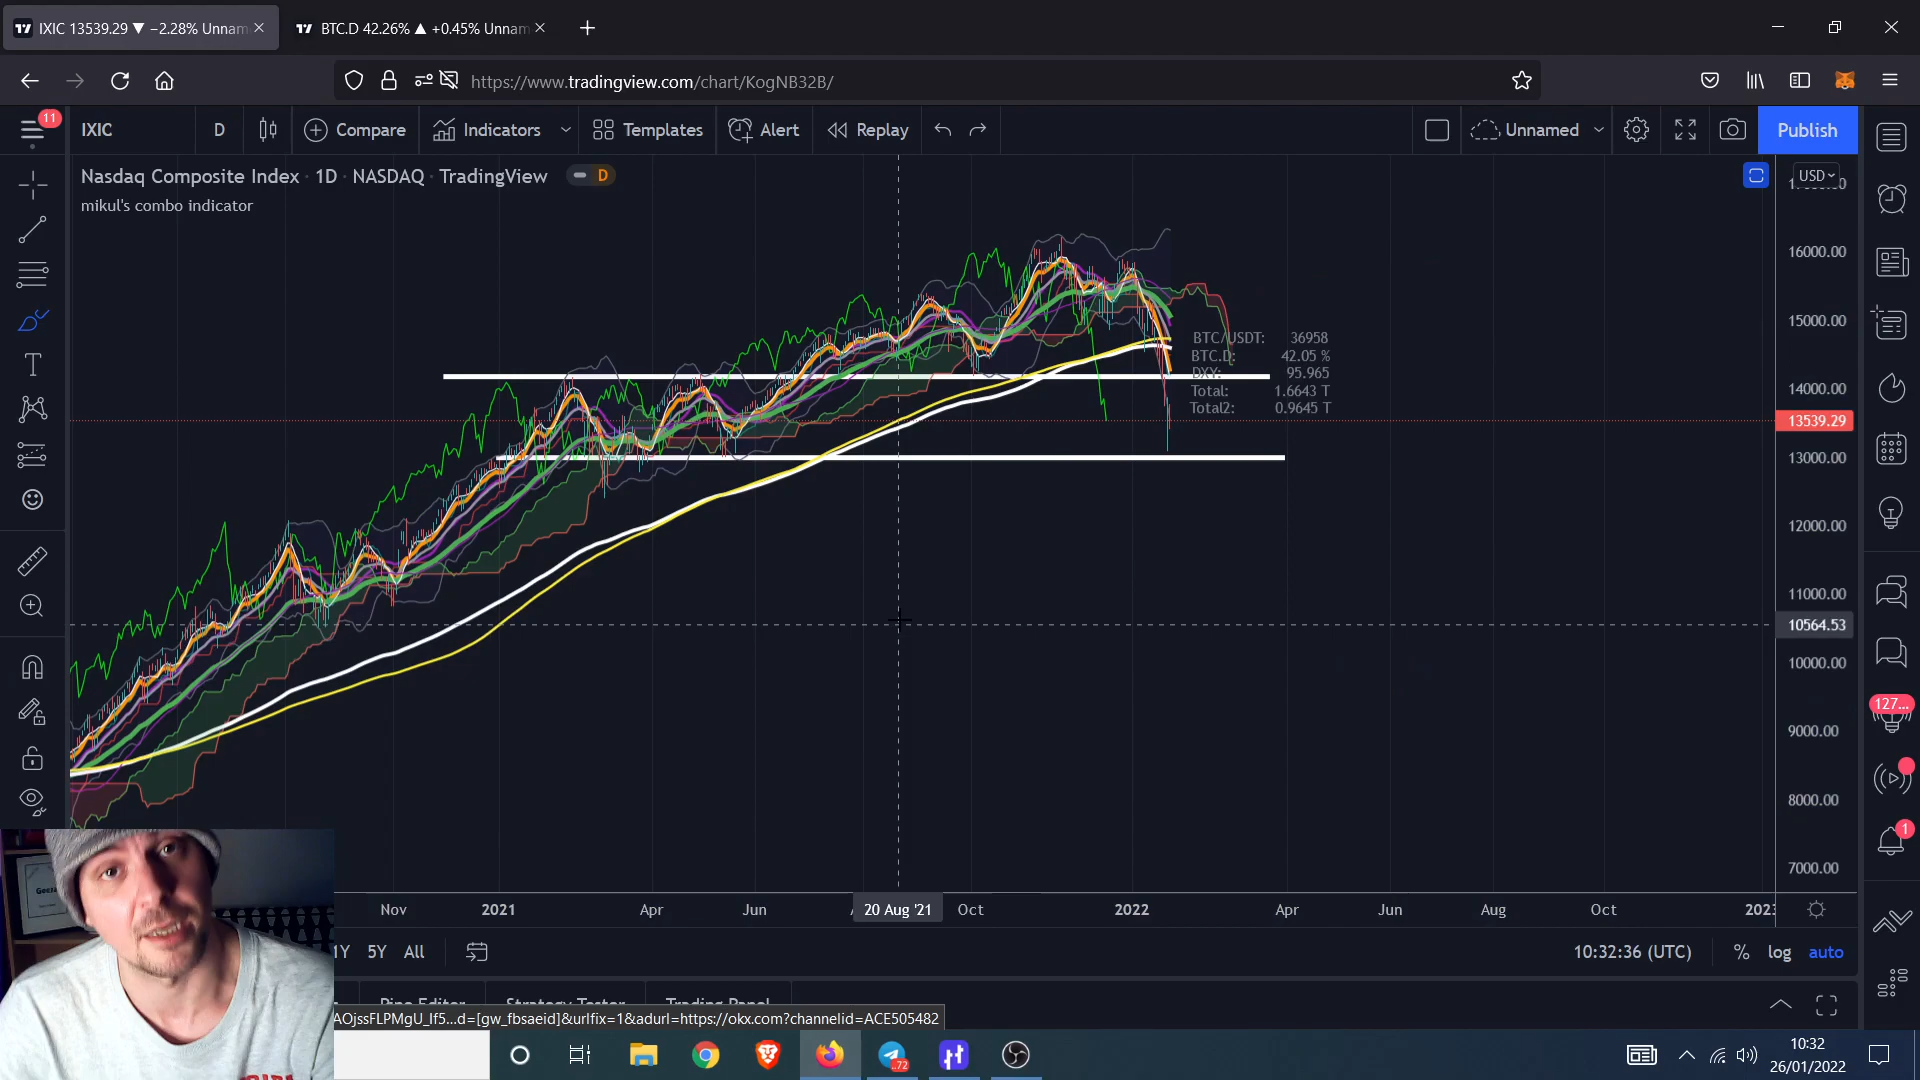 IXIC 13539.29 ▼ −2.28% Unnam
BTC.D 42.26% ▲ +0.45% Unnam
https://www.tradingview.com/chart/KogNB32B/
11
IXIC
D
Compare
Indicators
Templates
Alert
Replay
Unnamed
Publish
Nasdaq Composite Index · 1D · NASDAQ · TradingView
D
mikul's combo indicator
USD
16000.00
15000.00
BTC/USDT: 36958
BTC.D: 42.05 %
DXY: 95.965
Total: 1.6643 T
Total2: 0.9645 T
14000.00
13539.29
13000.00
12000.00
11000.00
10564.53
10000.00
9000.00
8000.00
7000.00
127...
1
Nov
2021
Apr
Jun
20 Aug '21
Oct
2022
Apr
Jun
Aug
Oct
1Y
5Y
All
10:32:36 (UTC)
%
log
auto
Pine Editor
Strategy Tester
Trading Panel
AOjssFLPMgU_If5...d=[gw_fbsaeid]&urlfix=1&adurl=https://okx.com?channelid=ACE505482
72
10:32
26/01/2022